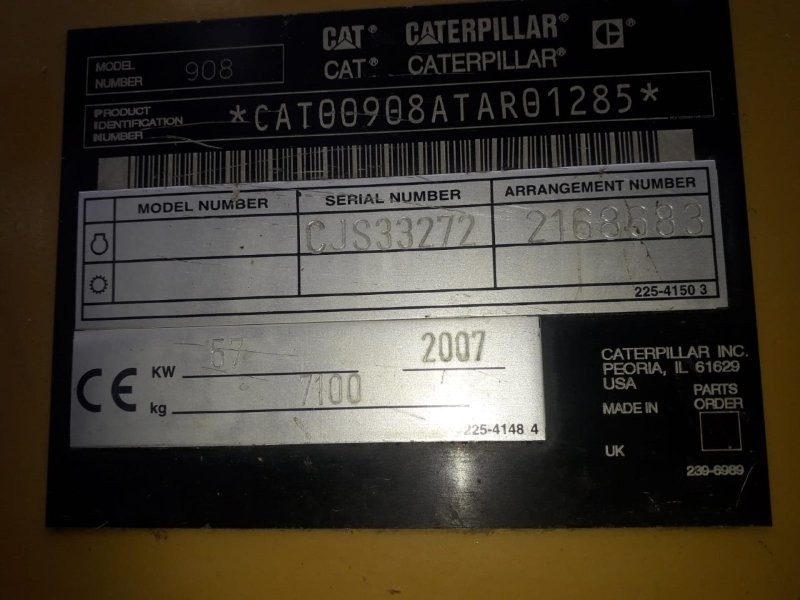 CAT® CATERPILLAR® C®
CAT® CATERPILLAR®
MODEL NUMBER 908
PRODUCT IDENTIFICATION NUMBER *CAT00908ATAR01285*
MODEL NUMBER SERIAL NUMBER ARRANGEMENT NUMBER
CJS33272 2168683
225-4150 3
CE KW 57 2007
kg 7100
225-4148 4
CATERPILLAR INC.
PEORIA, IL 61629
USA
PARTS ORDER
MADE IN
UK
239-6989